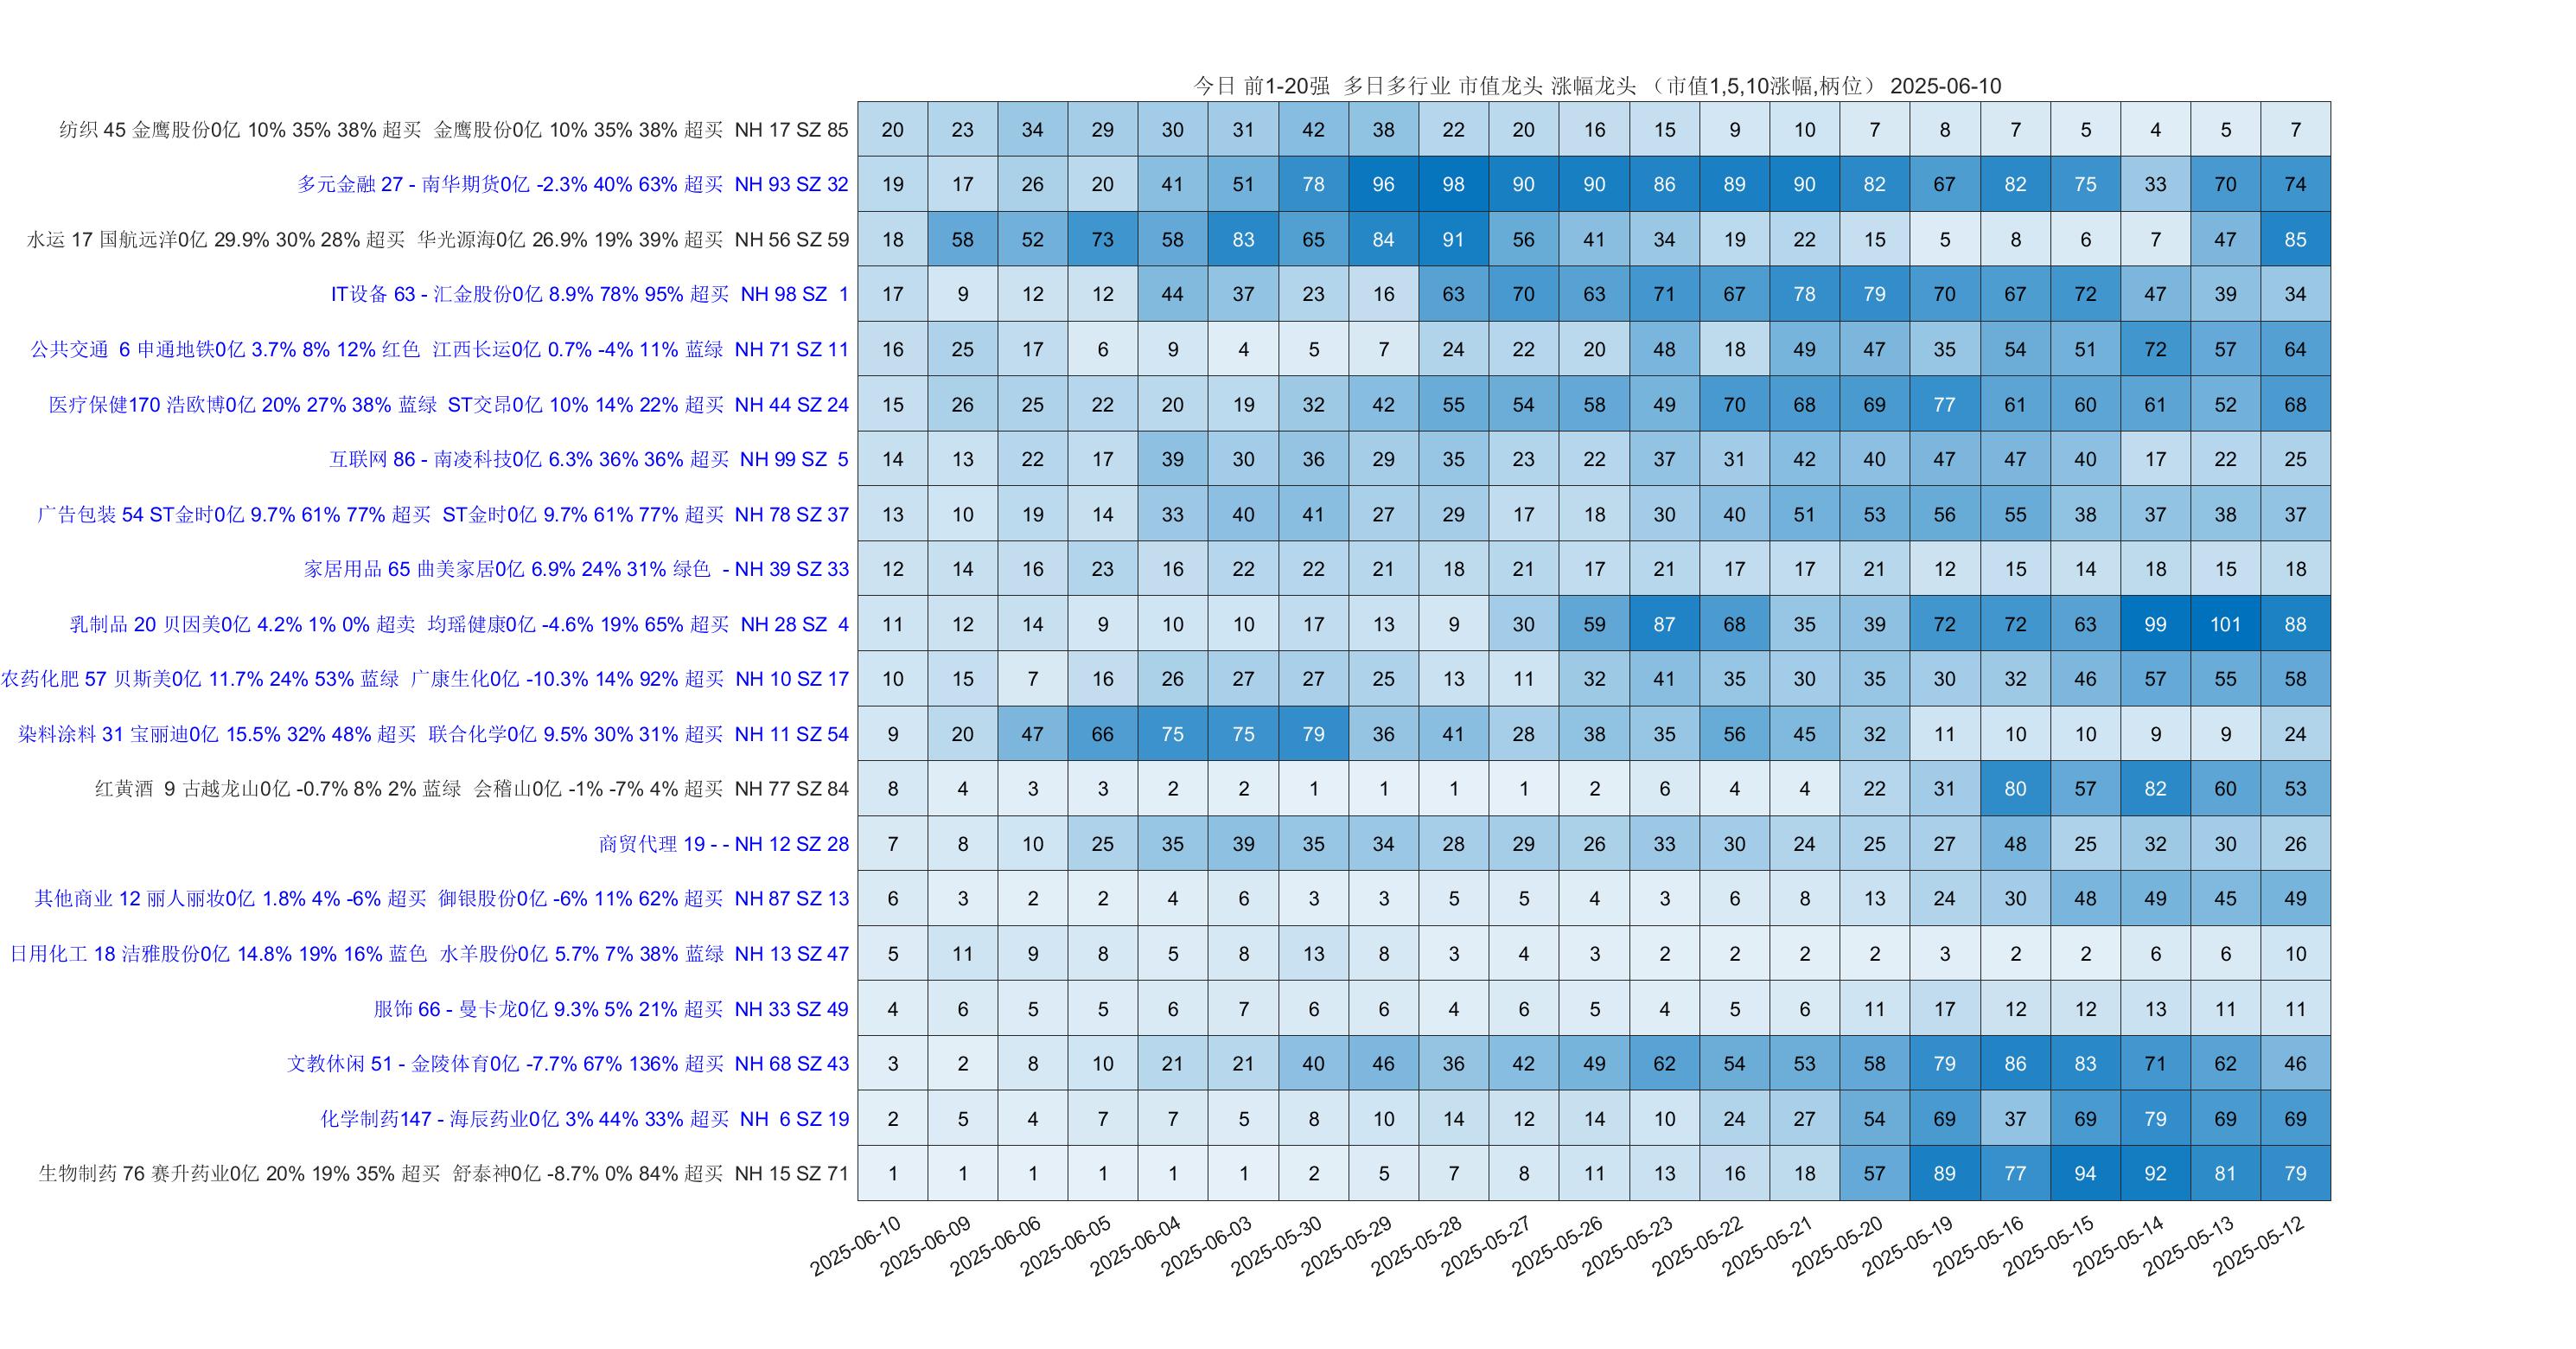 今日 前1-20强 多日多行业 市值龙头 涨幅龙头 （市值1,5,10涨幅,柄位） 2025-06-10
纺织 45 金鹰股份0亿 10% 35% 38% 超买 金鹰股份0亿 10% 35% 38% 超买 NH 17 SZ 85 20 23 34 29 30 31 42 38 22 20 16 15 9 10 7 8 7 5 4 5 7
多元金融 27 - 南华期货0亿 -2.3% 40% 63% 超买 NH 93 SZ 32 19 17 26 20 41 51 78 96 98 90 90 86 89 90 82 67 82 75 33 70 74
水运 17 国航远洋0亿 29.9% 30% 28% 超买 华光源海0亿 26.9% 19% 39% 超买 NH 56 SZ 59 18 58 52 73 58 83 65 84 91 56 41 34 19 22 15 5 8 6 7 47 85
IT设备 63 - 汇金股份0亿 8.9% 78% 95% 超买 NH 98 SZ 1 17 9 12 12 44 37 23 16 63 70 63 71 67 78 79 70 67 72 47 39 34
公共交通 6 申通地铁0亿 3.7% 8% 12% 红色 江西长运0亿 0.7% -4% 11% 蓝绿 NH 71 SZ 11 16 25 17 6 9 4 5 7 24 22 20 48 18 49 47 35 54 51 72 57 64
医疗保健170 浩欧博0亿 20% 27% 38% 蓝绿 ST交昂0亿 10% 14% 22% 超买 NH 44 SZ 24 15 26 25 22 20 19 32 42 55 54 58 49 70 68 69 77 61 60 61 52 68
互联网 86 - 南凌科技0亿 6.3% 36% 36% 超买 NH 99 SZ 5 14 13 22 17 39 30 36 29 35 23 22 37 31 42 40 47 47 40 17 22 25
广告包装 54 ST金时0亿 9.7% 61% 77% 超买 ST金时0亿 9.7% 61% 77% 超买 NH 78 SZ 37 13 10 19 14 33 40 41 27 29 17 18 30 40 51 53 56 55 38 37 38 37
家居用品 65 曲美家居0亿 6.9% 24% 31% 绿色 - NH 39 SZ 33 12 14 16 23 16 22 22 21 18 21 17 21 17 17 21 12 15 14 18 15 18
乳制品 20 贝因美0亿 4.2% 1% 0% 超卖 均瑶健康0亿 -4.6% 19% 65% 超买 NH 28 SZ 4 11 12 14 9 10 10 17 13 9 30 59 87 68 35 39 72 72 63 99 101 88
农药化肥 57 贝斯美0亿 11.7% 24% 53% 蓝绿 广康生化0亿 -10.3% 14% 92% 超买 NH 10 SZ 17 10 15 7 16 26 27 27 25 13 11 32 41 35 30 35 30 32 46 57 55 58
染料涂料 31 宝丽迪0亿 15.5% 32% 48% 超买 联合化学0亿 9.5% 30% 31% 超买 NH 11 SZ 54 9 20 47 66 75 75 79 36 41 28 38 35 56 45 32 11 10 10 9 9 24
红黄酒 9 古越龙山0亿 -0.7% 8% 2% 蓝绿 会稽山0亿 -1% -7% 4% 超买 NH 77 SZ 84 8 4 3 3 2 2 1 1 1 1 2 6 4 4 22 31 80 57 82 60 53
商贸代理 19 - - NH 12 SZ 28 7 8 10 25 35 39 35 34 28 29 26 33 30 24 25 27 48 25 32 30 26
其他商业 12 丽人丽妆0亿 1.8% 4% -6% 超买 御银股份0亿 -6% 11% 62% 超买 NH 87 SZ 13 6 3 2 2 4 6 3 3 5 5 4 3 6 8 13 24 30 48 49 45 49
日用化工 18 洁雅股份0亿 14.8% 19% 16% 蓝色 水羊股份0亿 5.7% 7% 38% 蓝绿 NH 13 SZ 47 5 11 9 8 5 8 13 8 3 4 3 2 2 2 2 3 2 2 6 6 10
服饰 66 - 曼卡龙0亿 9.3% 5% 21% 超买 NH 33 SZ 49 4 6 5 5 6 7 6 6 4 6 5 4 5 6 11 17 12 12 13 11 11
文教休闲 51 - 金陵体育0亿 -7.7% 67% 136% 超买 NH 68 SZ 43 3 2 8 10 21 21 40 46 36 42 49 62 54 53 58 79 86 83 71 62 46
化学制药147 - 海辰药业0亿 3% 44% 33% 超买 NH 6 SZ 19 2 5 4 7 7 5 8 10 14 12 14 10 24 27 54 69 37 69 79 69 69
生物制药 76 赛升药业0亿 20% 19% 35% 超买 舒泰神0亿 -8.7% 0% 84% 超买 NH 15 SZ 71 1 1 1 1 1 1 2 5 7 8 11 13 16 18 57 89 77 94 92 81 79
2025-06-10 2025-06-09 2025-06-06 2025-06-05 2025-06-04 2025-06-03 2025-05-30 2025-05-29 2025-05-28 2025-05-27 2025-05-26 2025-05-23 2025-05-22 2025-05-21 2025-05-20 2025-05-19 2025-05-16 2025-05-15 2025-05-14 2025-05-13 2025-05-12